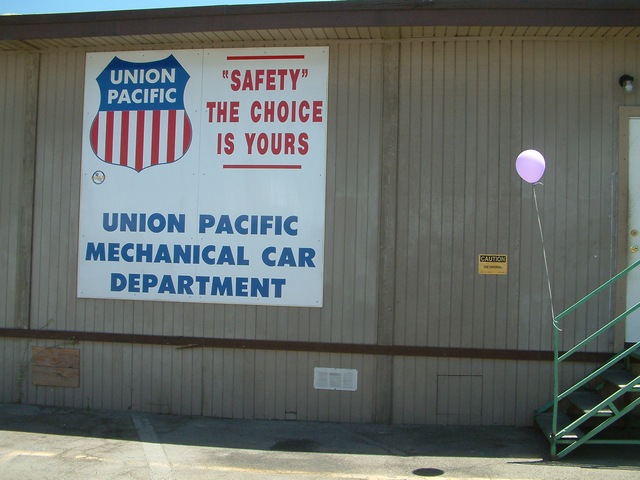 UNION
PACIFIC
"SAFETY"
THE CHOICE
IS YOURS
UNION PACIFIC
MECHANICAL CAR
DEPARTMENT
CAUTION